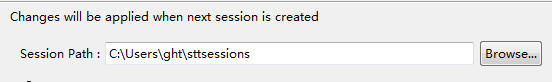 Changes will be applied when next session is created
Session Path : C:\Users\ght\sttsessions Browse...